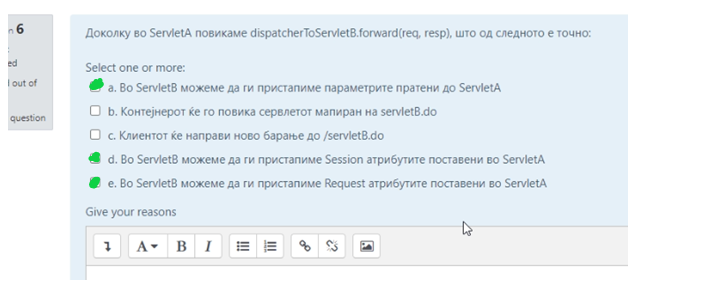 n 6
ed
l out of
question
Доколку во ServletA повикаме dispatcherToServletB.forward(req, resp), што од следното е точно:
Select one or more:
a. Во ServletB можеме да ги пристапиме параметрите пратени до ServletA
b. Контејнерот ќе го повика сервлетот мапиран на servletB.do
c. Клиентот ќе направи ново барање до /servletB.do
d. Во ServletB можеме да ги пристапиме Session атрибутите поставени во ServletA
e. Во ServletB можеме да ги пристапиме Request атрибутите поставени во ServletA
Give your reasons
A B I